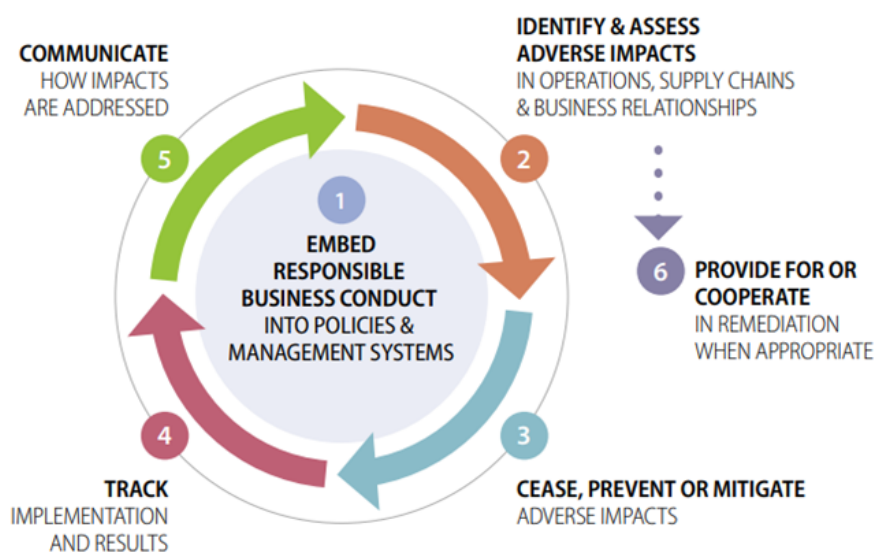 COMMUNICATE
HOW IMPACTS
ARE ADDRESSED
5
IDENTIFY & ASSESS
ADVERSE IMPACTS
IN OPERATIONS, SUPPLY CHAINS
& BUSINESS RELATIONSHIPS
2
1
EMBED
RESPONSIBLE
BUSINESS CONDUCT
INTO POLICIES &
MANAGEMENT SYSTEMS
6
PROVIDE FOR OR
COOPERATE
IN REMEDIATION
WHEN APPROPRIATE
4
TRACK
IMPLEMENTATION
AND RESULTS
3
CEASE, PREVENT OR MITIGATE
ADVERSE IMPACTS